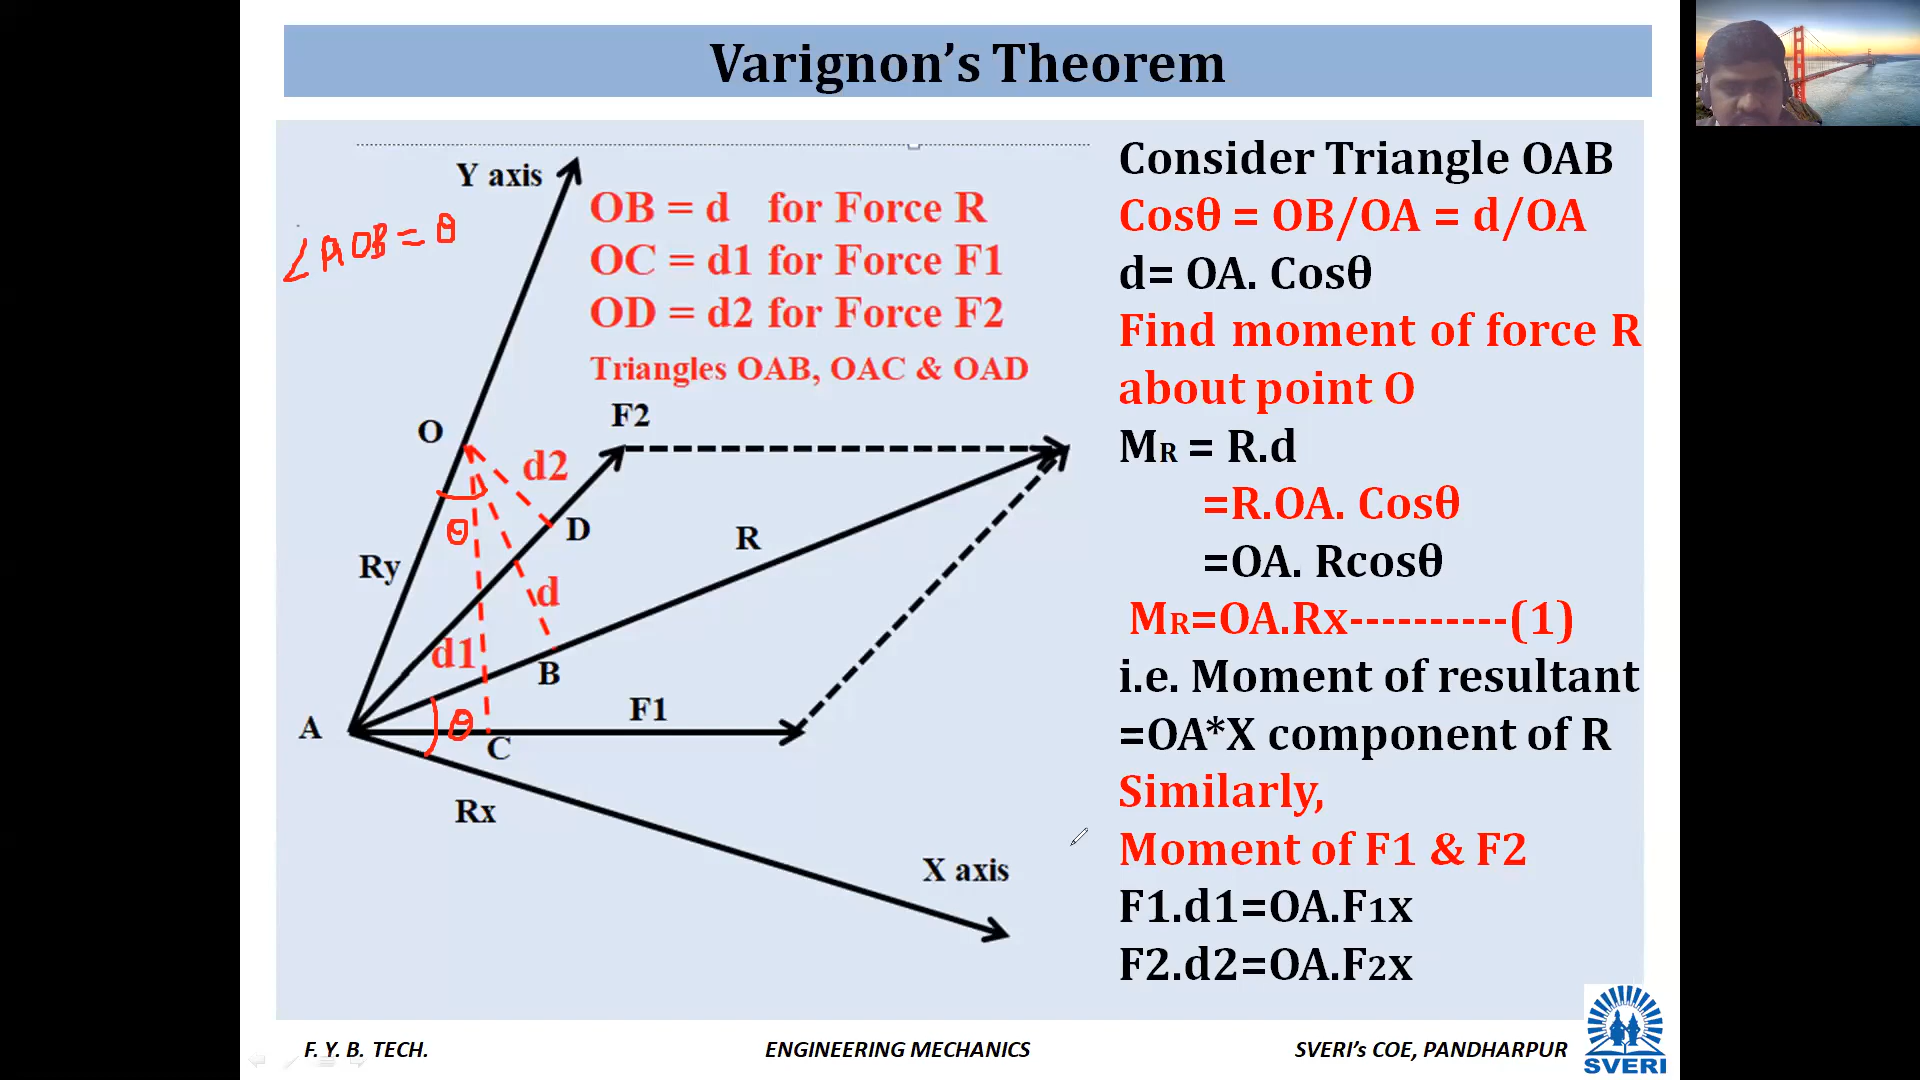 Varignon's Theorem
Y axis
∠AOB = θ
OB = d for Force R
OC = d1 for Force F1
OD = d2 for Force F2
Triangles OAB, OAC & OAD
F2
O
d2
θ
D
R
Ry
d
d1
B
A
θ
F1
C
Rx
X axis
Consider Triangle OAB
Cosθ = OB/OA = d/OA
d= OA. Cosθ
Find moment of force R
about point O
MR = R.d
=R.OA. Cosθ
=OA. Rcosθ
MR=OA.Rx----------(1)
i.e. Moment of resultant
=OA*X component of R
Similarly,
Moment of F1 & F2
F1.d1=OA.F1x
F2.d2=OA.F2x
F. Y. B. TECH.
ENGINEERING MECHANICS
SVERI's COE, PANDHARPUR
SVERI